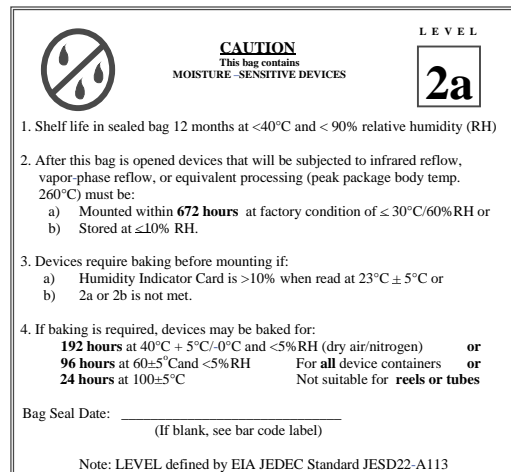 LEVEL
CAUTION
This bag contains
MOISTURE –SENSITIVE DEVICES
2a
1. Shelf life in sealed bag 12 months at <40°C and < 90% relative humidity (RH)
2. After this bag is opened devices that will be subjected to infrared reflow,
vapor-phase reflow, or equivalent processing (peak package body temp.
260°C) must be:
a) Mounted within 672 hours at factory condition of ≤ 30°C/60%RH or
b) Stored at ≤10% RH.
3. Devices require baking before mounting if:
a) Humidity Indicator Card is >10% when read at 23°C ± 5°C or
b) 2a or 2b is not met.
4. If baking is required, devices may be baked for:
192 hours at 40°C + 5°C/-0°C and <5%RH (dry air/nitrogen) or
96 hours at 60±5°Cand <5%RH For all device containers or
24 hours at 100±5°C Not suitable for reels or tubes
Bag Seal Date: ______________________________
(If blank, see bar code label)
Note: LEVEL defined by EIA JEDEC Standard JESD22-A113